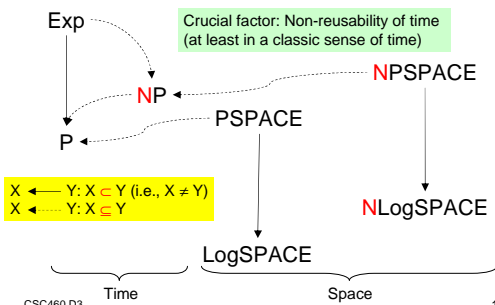 Exp
Crucial factor: Non-reusability of time
(at least in a classic sense of time)
NP
NPSPACE
PSPACE
P
X Y: X ⊂ Y (i.e., X ≠ Y)
X Y: X ⊆ Y
NLogSPACE
LogSPACE
Time
Space
CSC460 D3